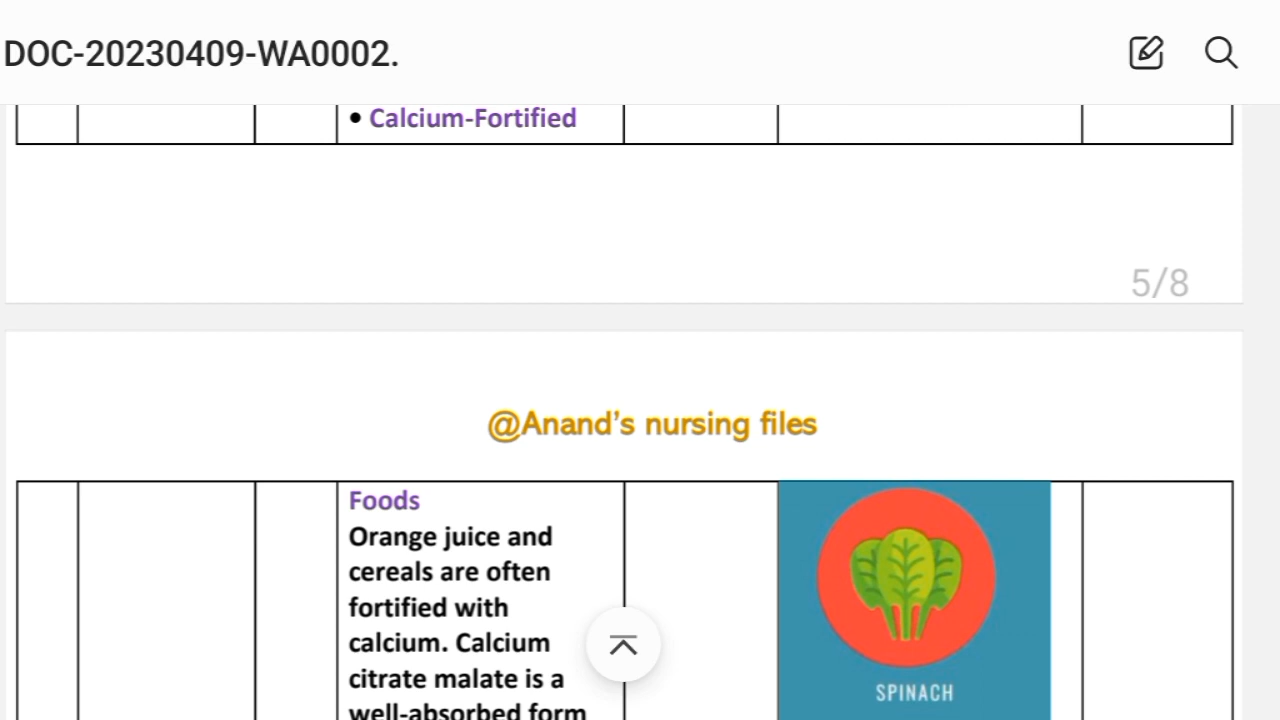 DOC-20230409-WA0002.
• Calcium-Fortified
5/8
@Anand's nursing files
Foods
Orange juice and
cereals are often
fortified with
calcium. Calcium
citrate malate is a
well-absorbed form
SPINACH